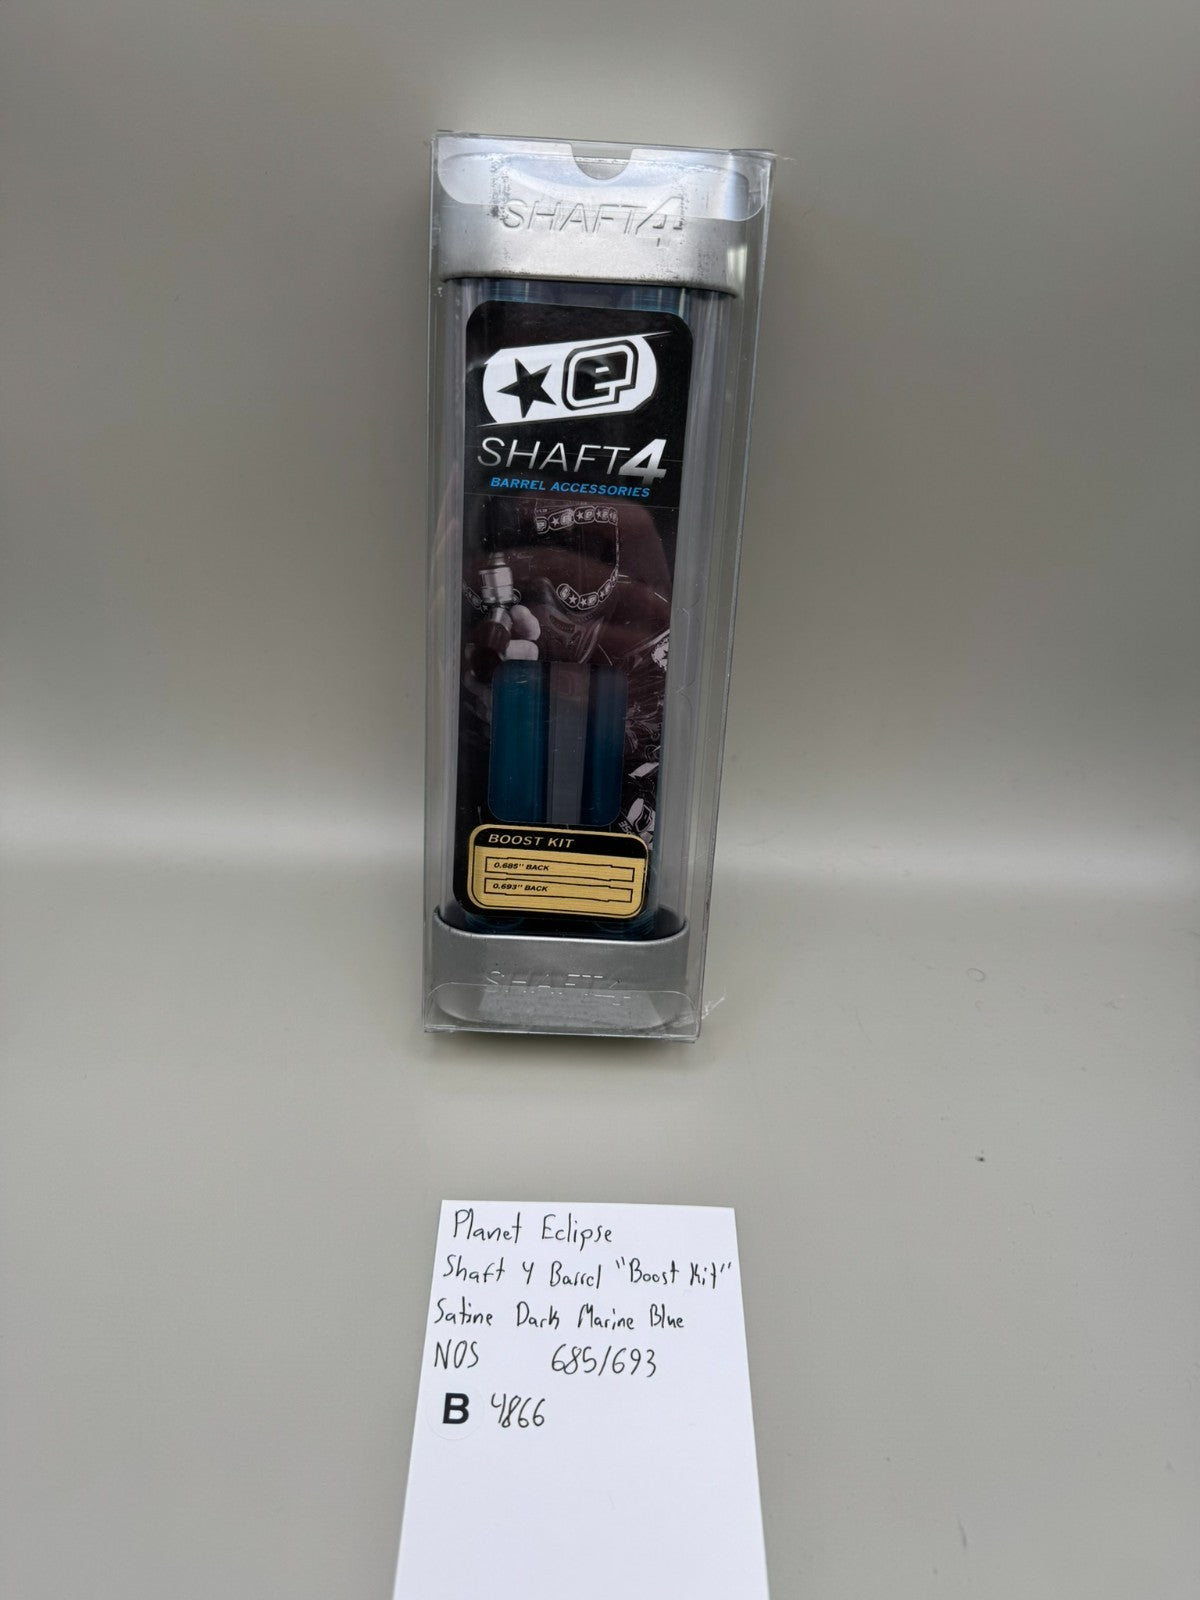 SHAFT4
e
SHAFT4
BARREL ACCESSORIES
BOOST KIT
0.685" BACK
0.693" BACK
SHAFT4
Planet Eclipse
Shaft 4 Barrel "Boost Kit"
Satine Dark Marine Blue
NOS 685/693
B 4866